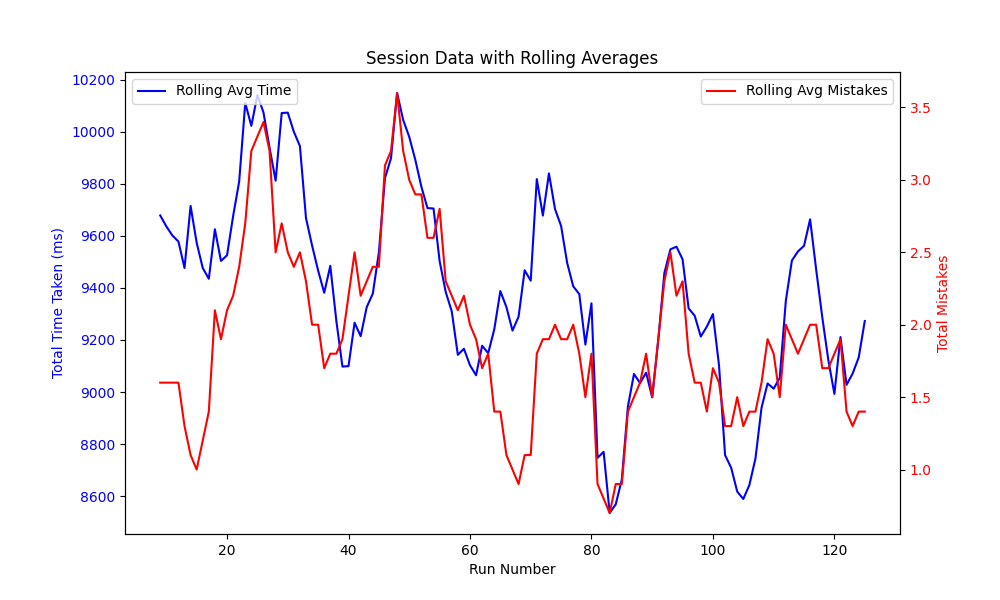 Session Data with Rolling Averages
Rolling Avg Time
Rolling Avg Mistakes
Total Time Taken (ms)
10200
10000
9800
9600
9400
9200
9000
8800
8600
3.5
3.0
2.5
2.0
1.5
1.0
Total Mistakes
20 40 60 80 100 120
Run Number